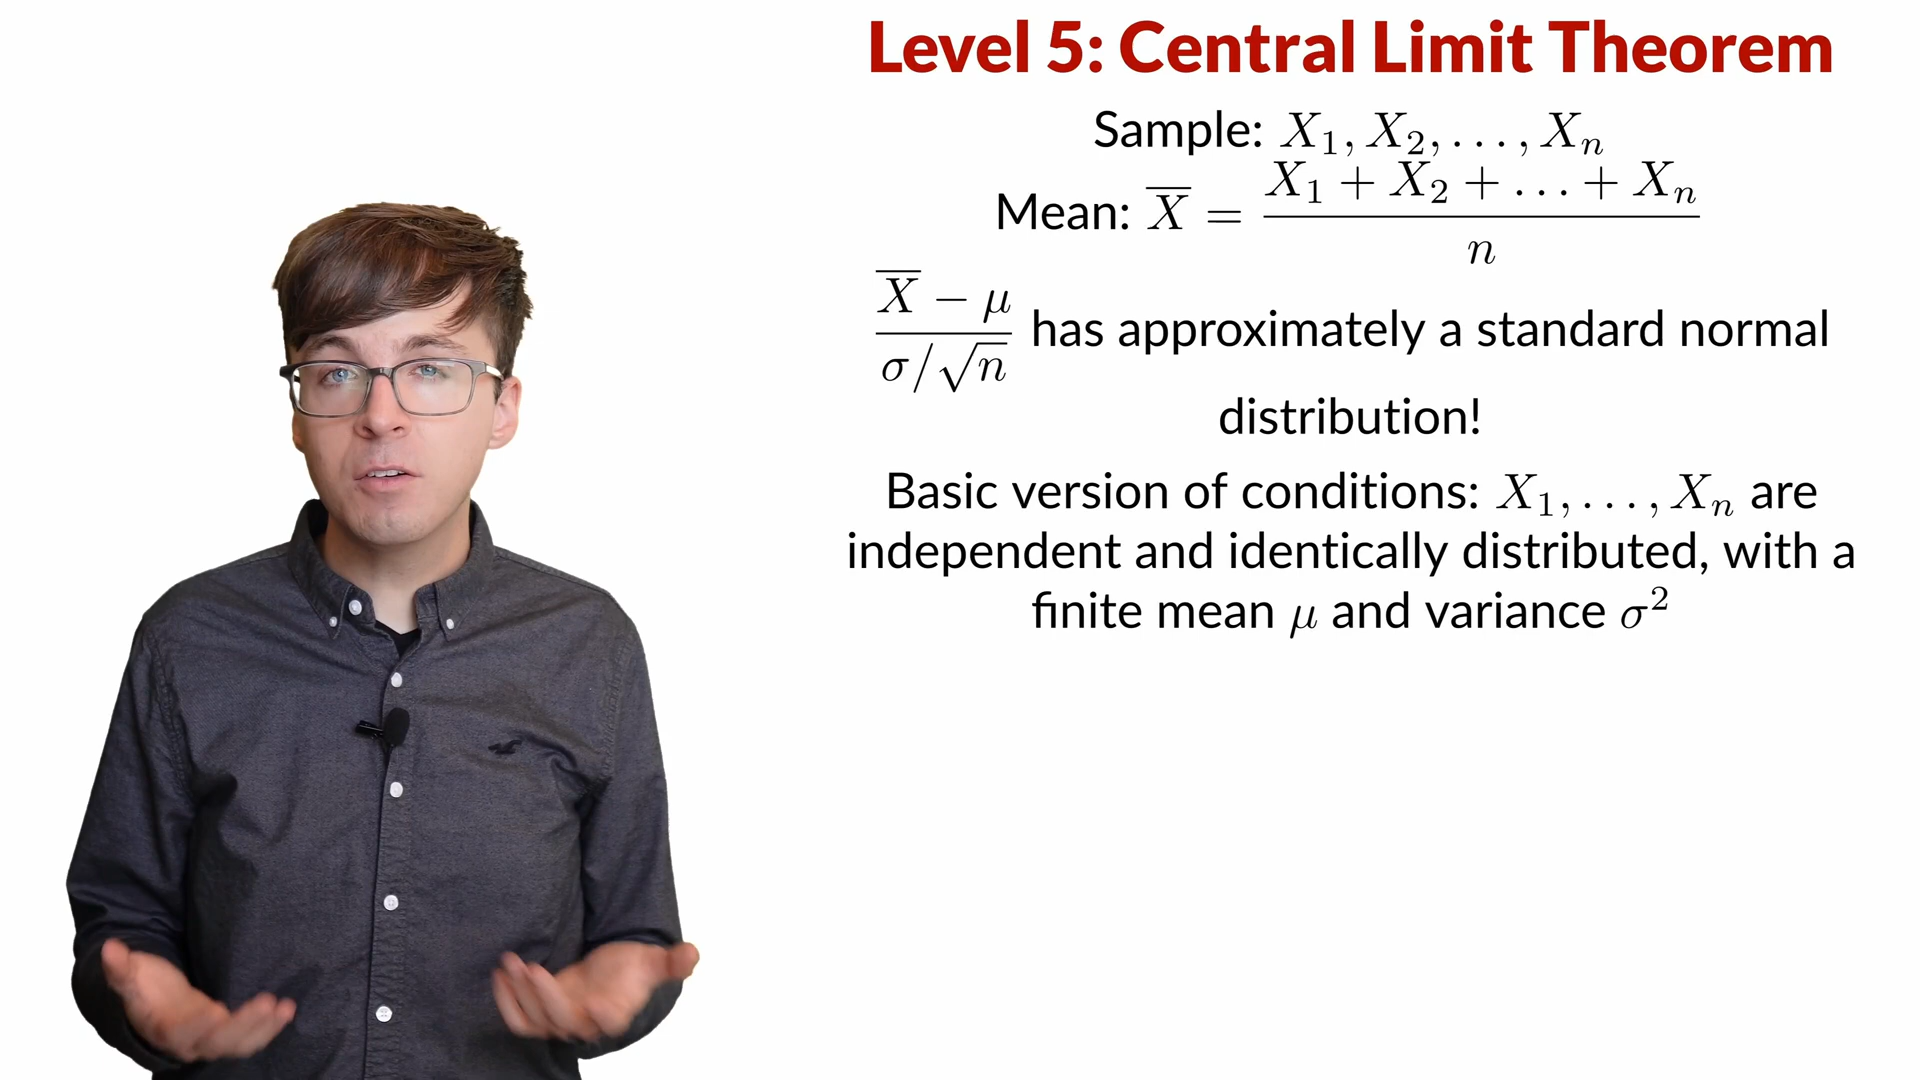 Level 5: Central Limit Theorem
Sample: X₁, X₂, . . . , Xₙ
Mean: X̅ = (X₁ + X₂ + . . . + Xₙ) / n
(X̅ − μ) / (σ/√n) has approximately a standard normal
distribution!
Basic version of conditions: X₁, . . . , Xₙ are
independent and identically distributed, with a
finite mean μ and variance σ²